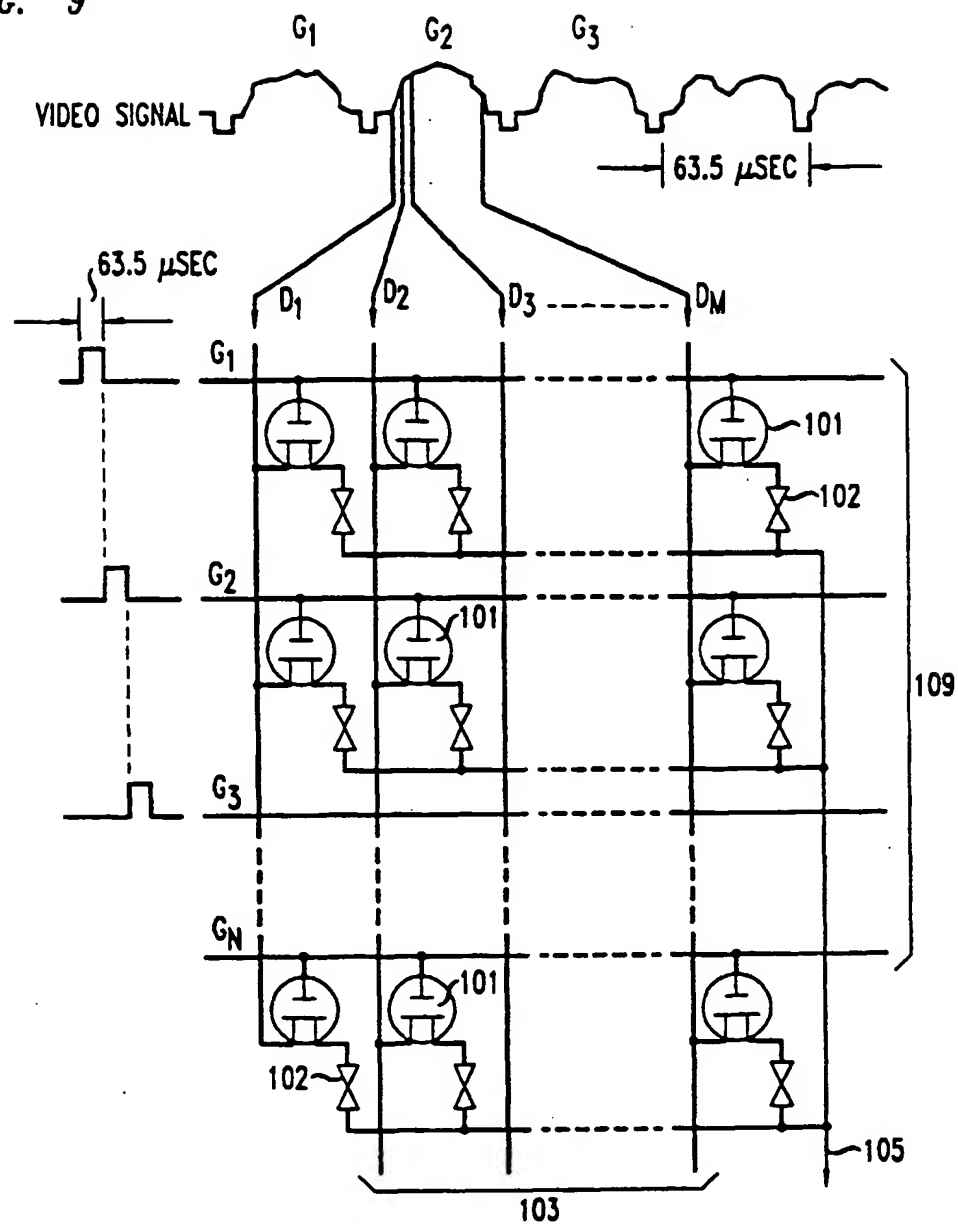 G. 9
G1 G2 G3
VIDEO SIGNAL
63.5 μSEC
63.5 μSEC
D1 D2 D3 DM
G1
101
102
G2
101
109
G3
GN
101
102
105
103